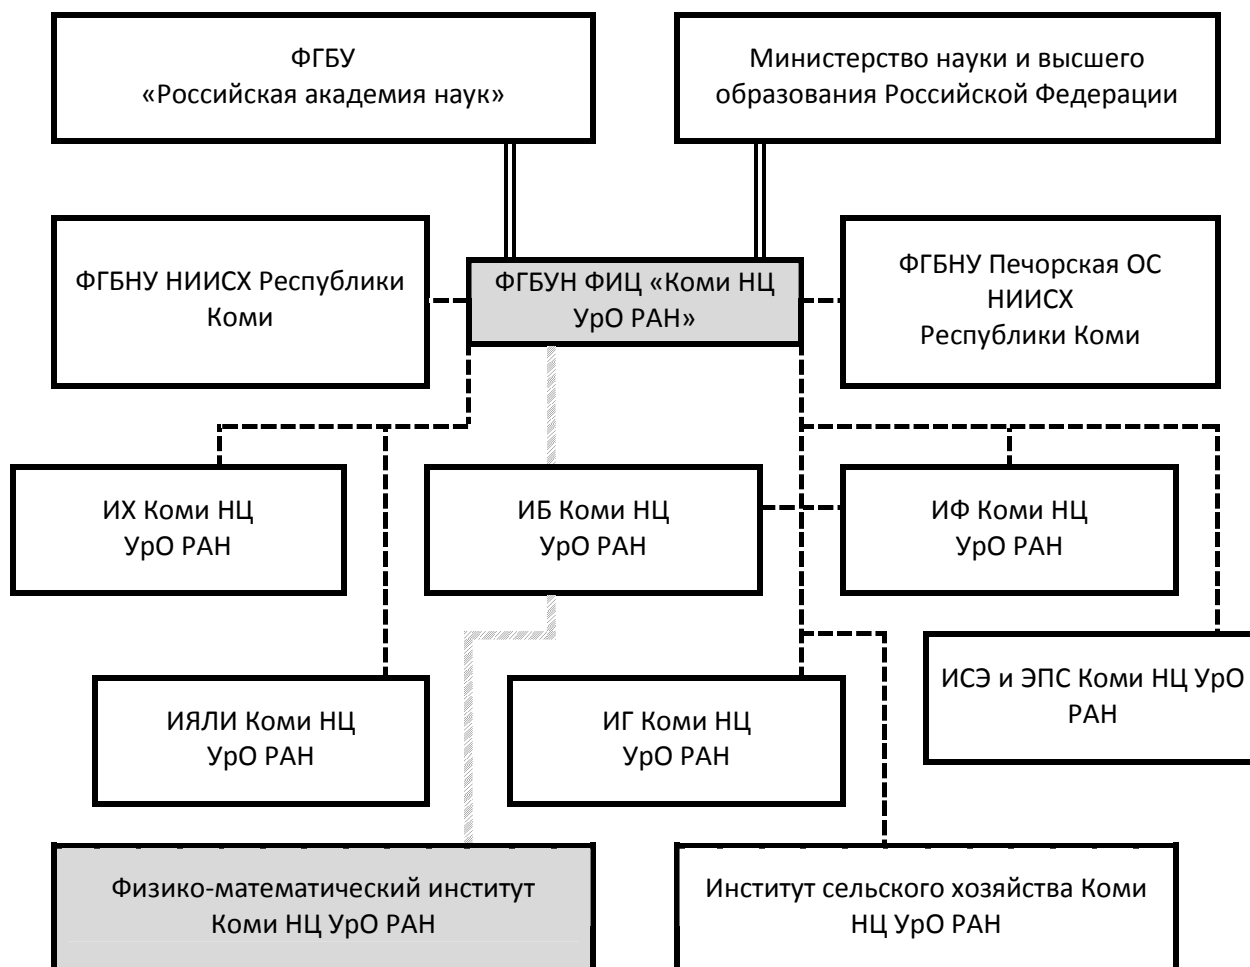 ФГБУ
«Российская академия наук»
Министерство науки и высшего
образования Российской Федерации
ФГБНУ НИИСХ Республики
Коми
ФГБУН ФИЦ «Коми НЦ
УрО РАН»
ФГБНУ Печорская ОС
НИИСХ
Республики Коми
ИХ Коми НЦ
УрО РАН
ИБ Коми НЦ
УрО РАН
ИФ Коми НЦ
УрО РАН
ИЯЛИ Коми НЦ
УрО РАН
ИГ Коми НЦ
УрО РАН
ИСЭ и ЭПС Коми НЦ УрО
РАН
Физико-математический институт
Коми НЦ УрО РАН
Институт сельского хозяйства Коми
НЦ УрО РАН